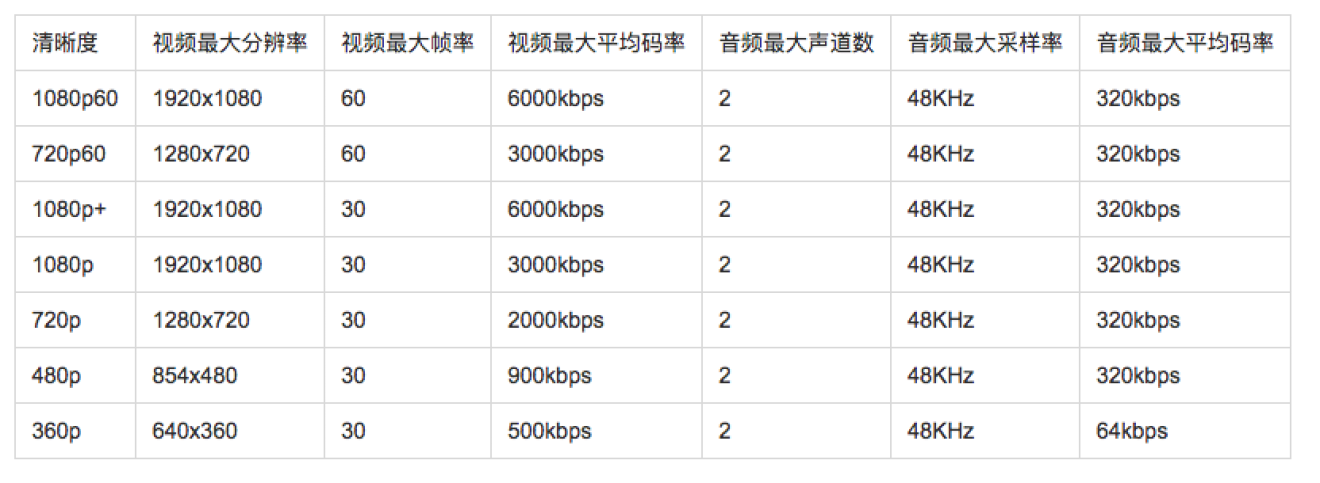 清晰度 视频最大分辨率 视频最大帧率 视频最大平均码率 音频最大声道数 音频最大采样率 音频最大平均码率
1080p60 1920x1080 60 6000kbps 2 48KHz 320kbps
720p60 1280x720 60 3000kbps 2 48KHz 320kbps
1080p+ 1920x1080 30 6000kbps 2 48KHz 320kbps
1080p 1920x1080 30 3000kbps 2 48KHz 320kbps
720p 1280x720 30 2000kbps 2 48KHz 320kbps
480p 854x480 30 900kbps 2 48KHz 320kbps
360p 640x360 30 500kbps 2 48KHz 64kbps